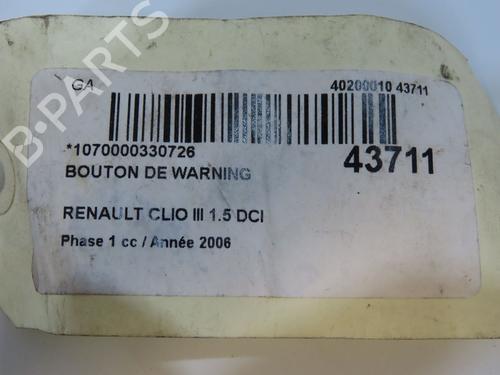 GA
40200010 43711
*1070000330726
43711
BOUTON DE WARNING
RENAULT CLIO III 1.5 DCI
Phase 1 cc / Année 2006
B-PARTS